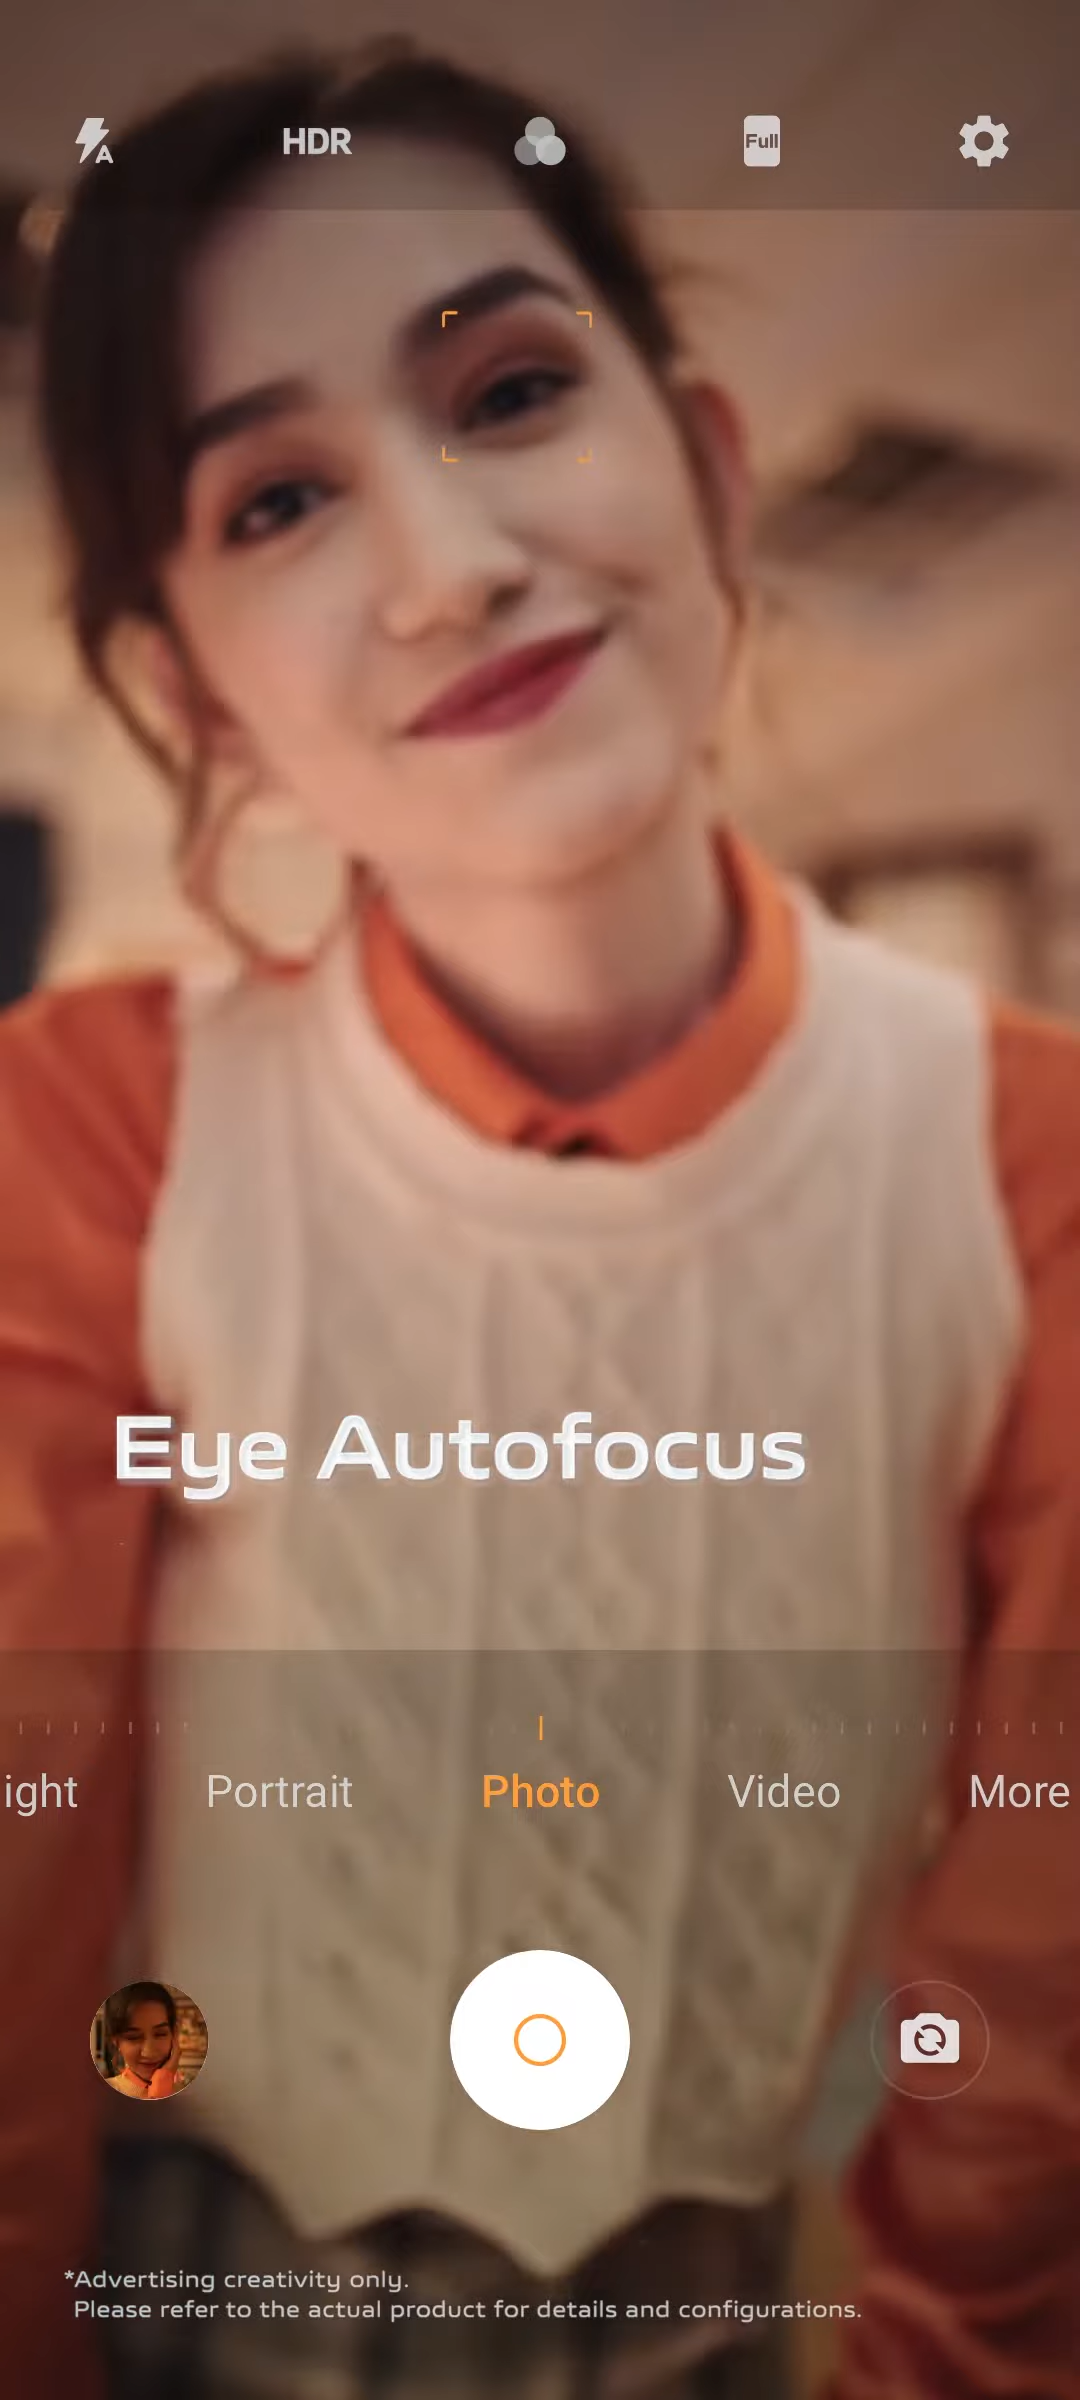 A
HDR
Full
Eye Autofocus
ight Portrait Photo Video More
*Advertising creativity only.
Please refer to the actual product for details and configurations.